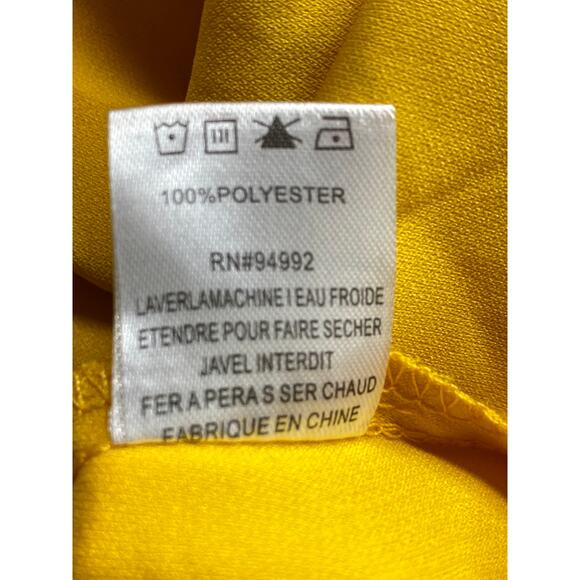 100%POLYESTER
RN#94992
LAVERLAMACHINE I EAU FROIDE
ETENDRE POUR FAIRE SECHER
JAVEL INTERDIT
FER A PERA S SER CHAUD
FABRIQUE EN CHINE